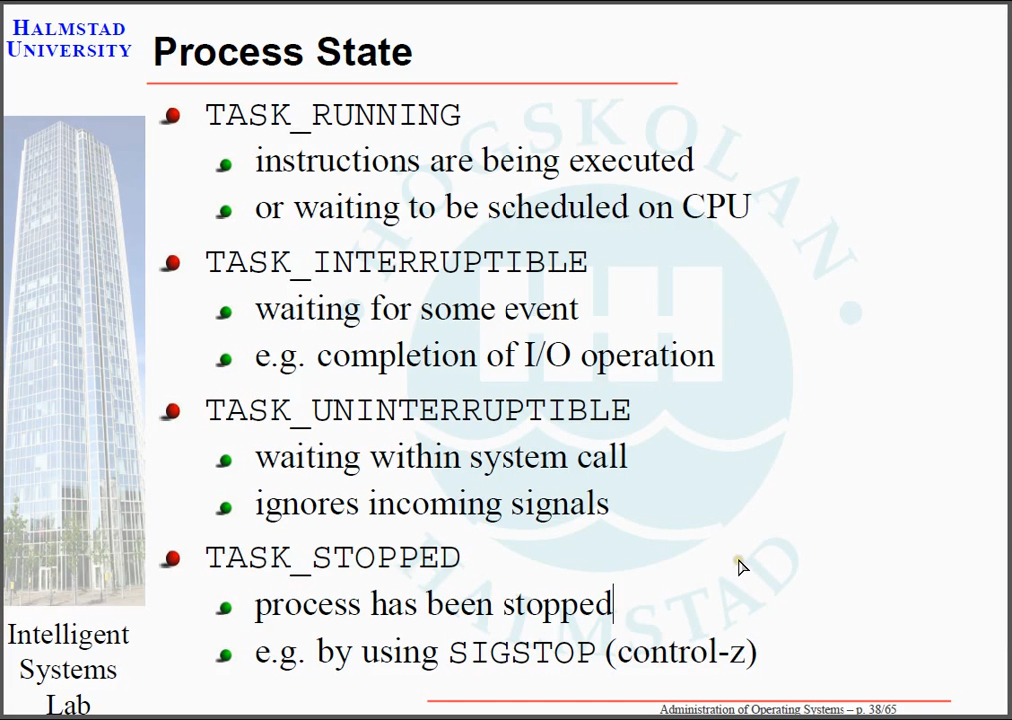 HALMSTAD
UNIVERSITY
Process State
TASK_RUNNING
instructions are being executed
or waiting to be scheduled on CPU
TASK_INTERRUPTIBLE
waiting for some event
e.g. completion of I/O operation
TASK_UNINTERRUPTIBLE
waiting within system call
ignores incoming signals
TASK_STOPPED
process has been stopped
e.g. by using SIGSTOP (control-z)
Intelligent
Systems
Lab
Administration of Operating Systems – p. 38/65
HÖGSKOLAN
HALMSTAD